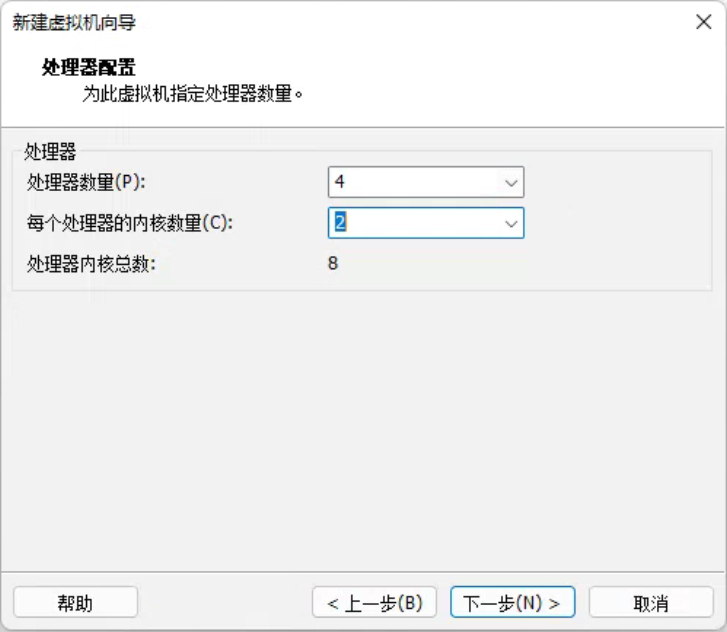 新建虚拟机向导
处理器配置
为此虚拟机指定处理器数量。
处理器
处理器数量(P): 4
每个处理器的内核数量(C): 2
处理器内核总数: 8
帮助 < 上一步(B) 下一步(N) > 取消